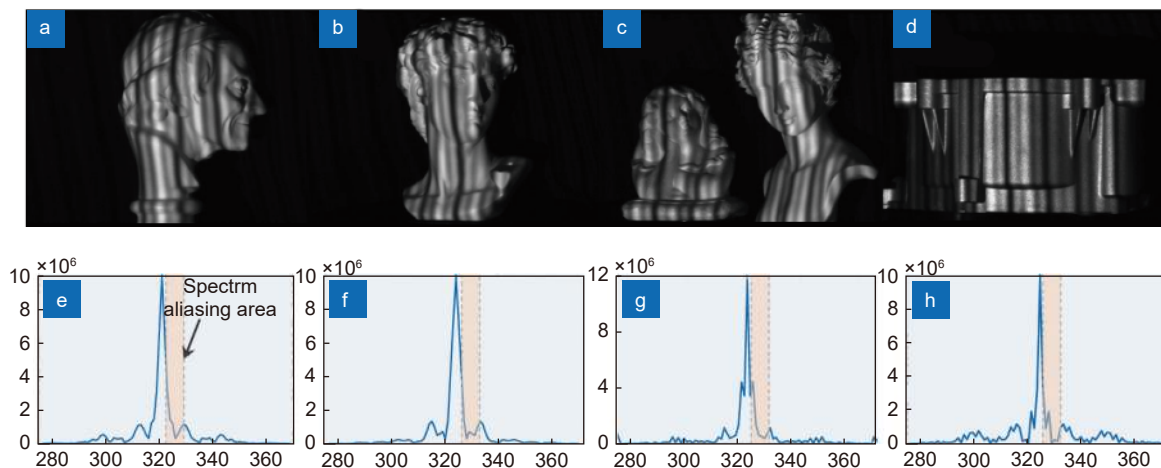 a b c d
×10⁶ ×10⁶ ×10⁶ ×10⁶
e f g h
Spectrm
aliasing area
10 10 12 10
8 8 8 8
6 6 6
4 4 4 4
2 2 2
0 0 0 0
280 300 320 340 360 280 300 320 340 360 280 300 320 340 360 280 300 320 340 360